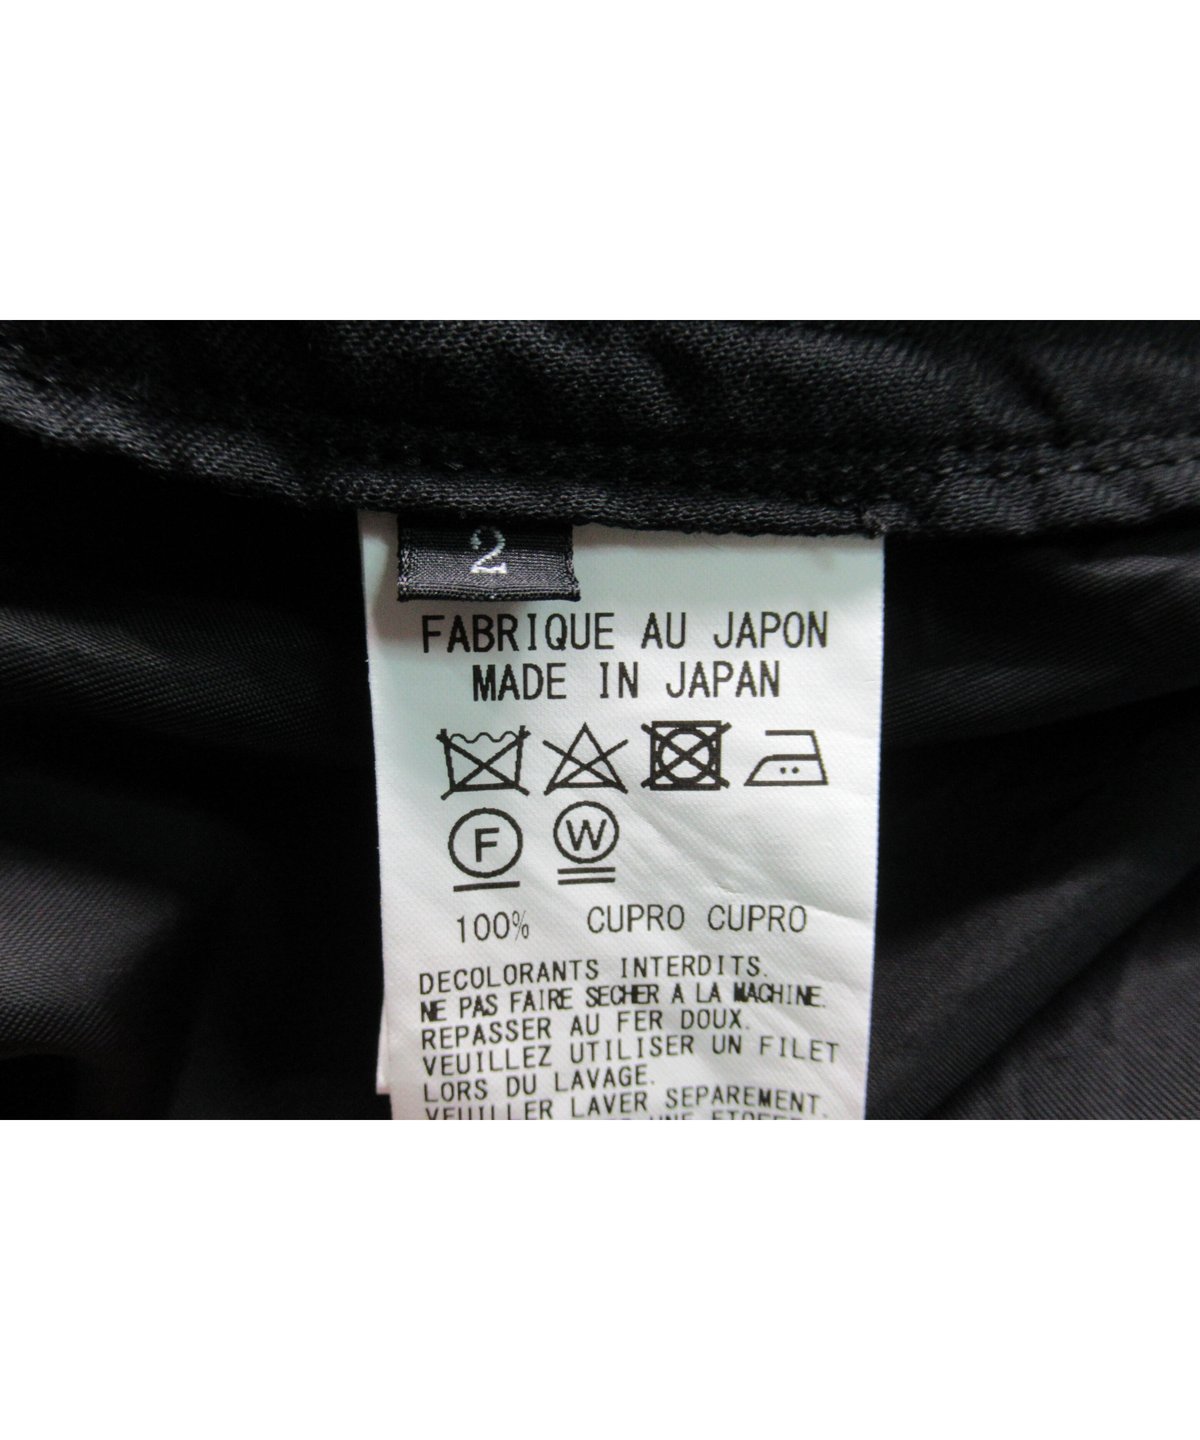 2
FABRIQUE AU JAPON
MADE IN JAPAN
F W
100% CUPRO CUPRO
DECOLORANTS INTERDITS.
NE PAS FAIRE SECHER A LA MACHINE.
REPASSER AU FER DOUX.
VEUILLEZ UTILISER UN FILET
LORS DU LAVAGE.
VEUILLER LAVER SEPAREMENT.